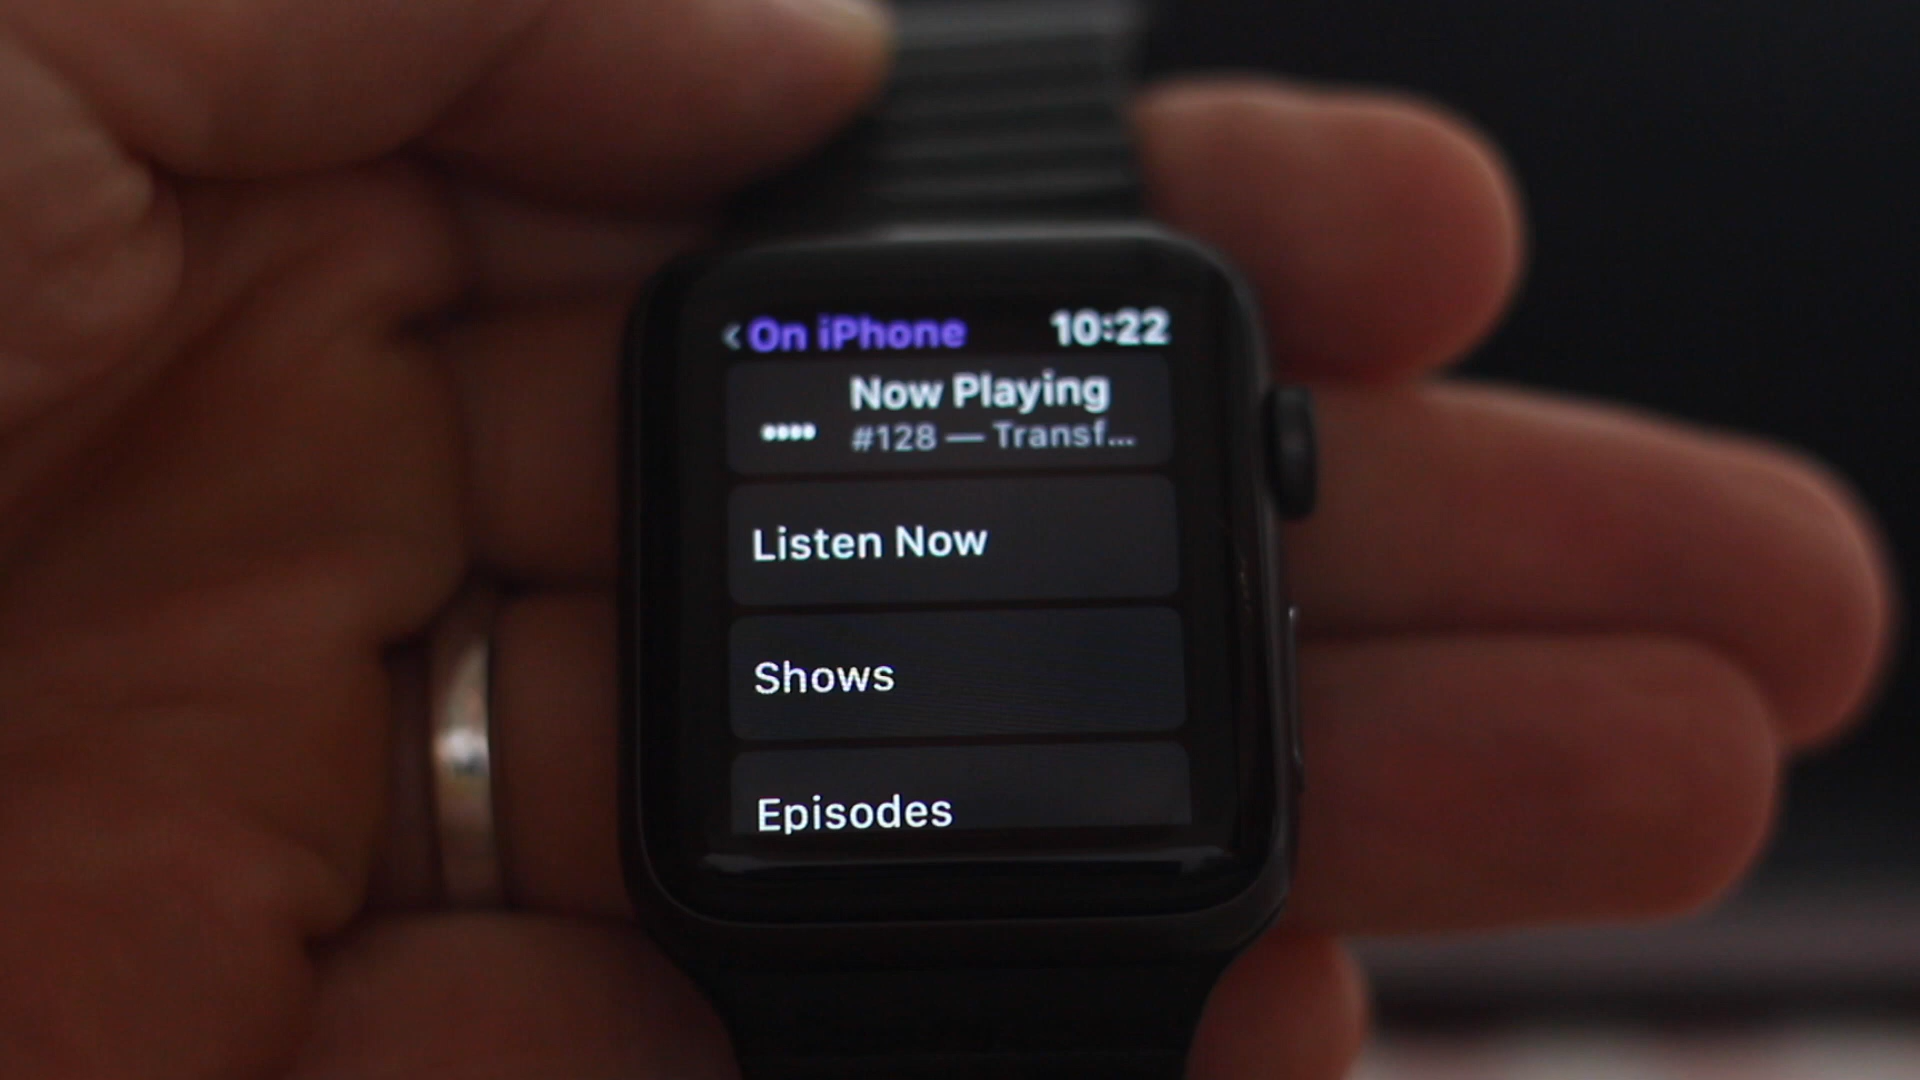 < On iPhone 10:22
Now Playing
#128 — Transf...
Listen Now
Shows
Episodes